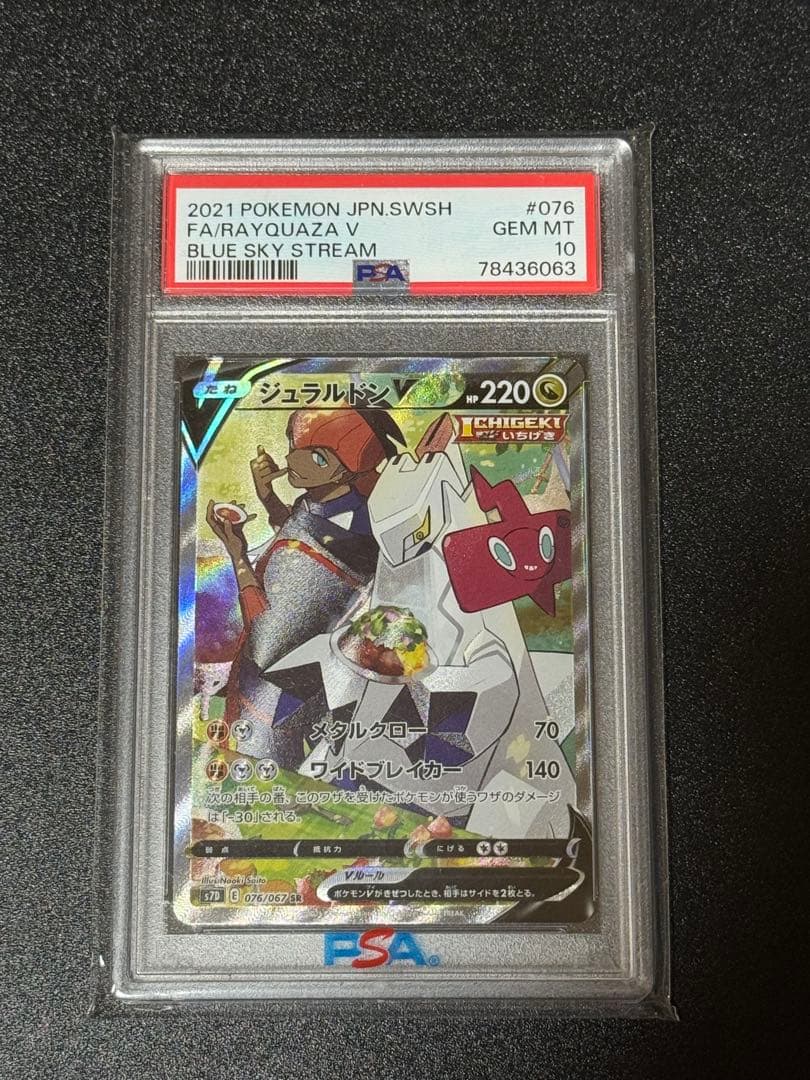 2021 POKEMON JPN.SWSH #076
FA/RAYQUAZA V GEM MT
BLUE SKY STREAM 10
PSA 78436063
たね ジュラルドンV HP 220
ICHIGEKI
いちげき
メタルクロー 70
ワイドブレイカー 140
次の相手の番、このワザを受けたポケモンが使うワザのダメージ
は「-30」される。
弱点 抵抗力 にげる
Vルール
ポケモンVがきぜつしたとき、相手はサイドを2枚とる。
Illus. Naoki Saito
s7D E 076/067 SR
PSA®